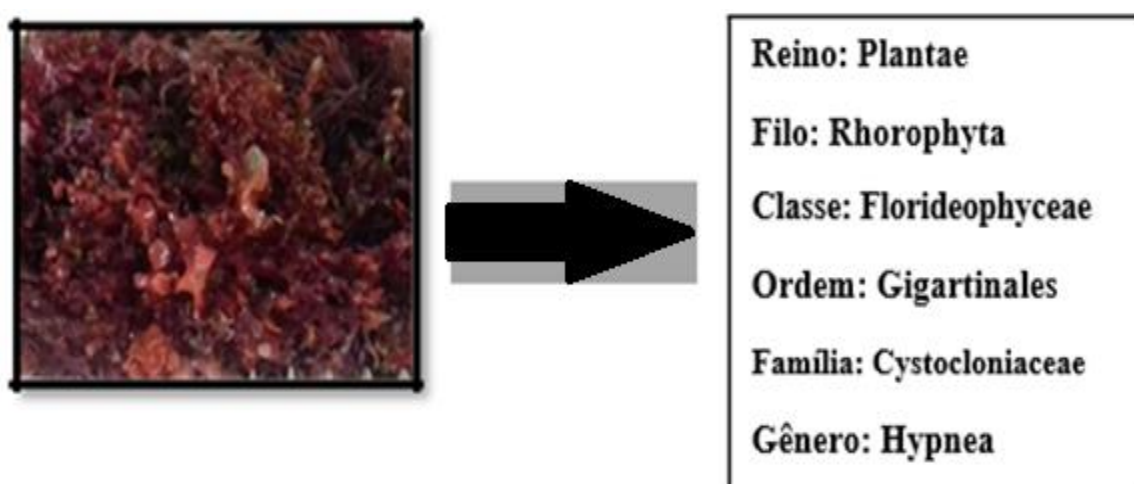 Reino: Plantae
Filo: Rhorophyta
Classe: Florideophyceae
Ordem: Gigartinales
Família: Cystocloniaceae
Gênero: Hypnea